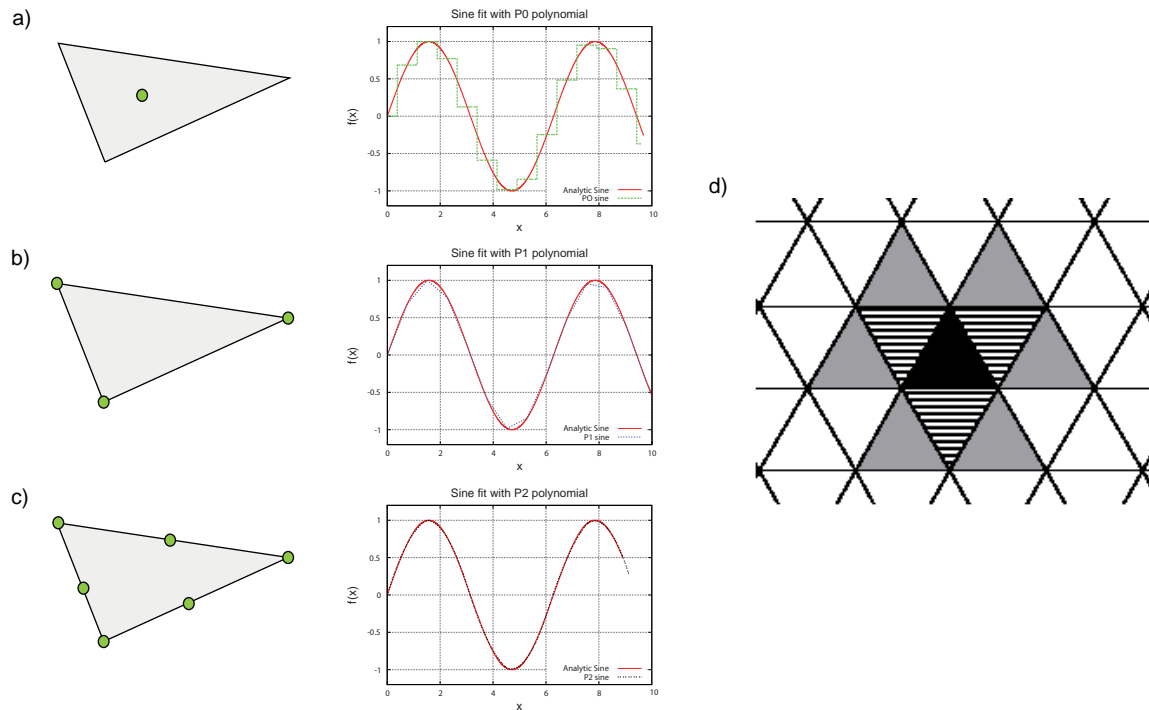 a)
Sine fit with P0 polynomial
1
0.5
0
-0.5
-1
f(x)
Analytic Sine
PO sine
0 2 4 6 8 10
x
b)
Sine fit with P1 polynomial
1
0.5
0
-0.5
-1
f(x)
Analytic Sine
P1 sine
0 2 4 6 8 10
x
c)
Sine fit with P2 polynomial
1
0.5
0
-0.5
-1
f(x)
Analytic Sine
P2 sine
0 2 4 6 8 10
x
d)